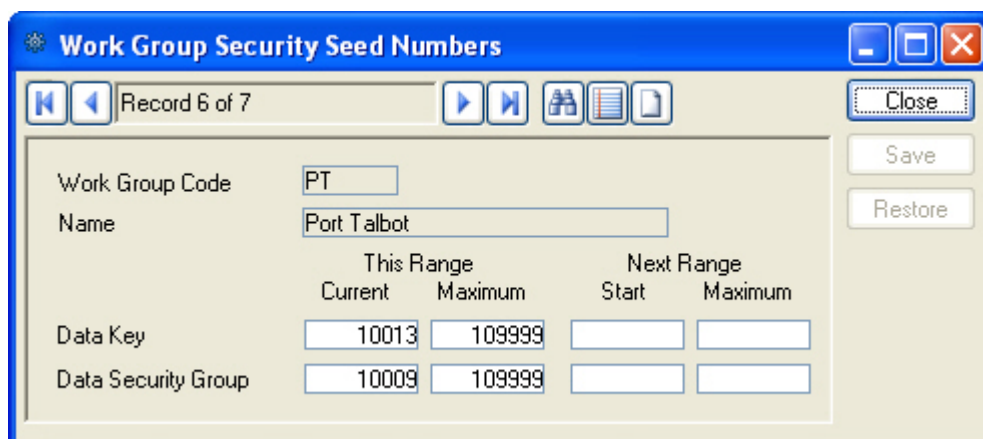 Work Group Security Seed Numbers
Record 6 of 7
Close
Save
Restore
Work Group Code PT
Name Port Talbot
This Range Next Range
Current Maximum Start Maximum
Data Key 10013 109999
Data Security Group 10009 109999